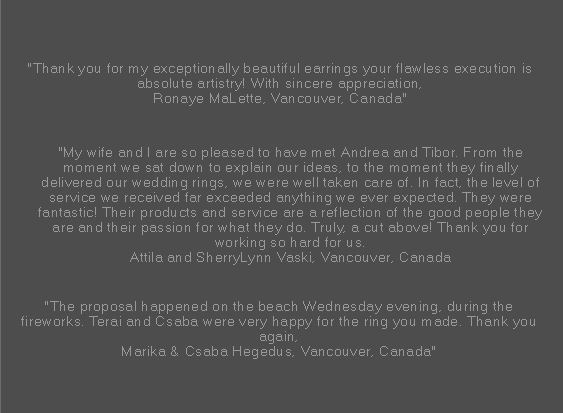 "Thank you for my exceptionally beautiful earrings your flawless execution is
absolute artistry! With sincere appreciation,
Ronaye MaLette, Vancouver, Canada"
"My wife and I are so pleased to have met Andrea and Tibor. From the
moment we sat down to explain our ideas, to the moment they finally
delivered our wedding rings, we were well taken care of. In fact, the level of
service we received far exceeded anything we ever expected. They were
fantastic! Their products and service are a reflection of the good people they
are and their passion for what they do. Truly, a cut above! Thank you for
working so hard for us.
Attila and SherryLynn Vaski, Vancouver, Canada
"The proposal happened on the beach Wednesday evening, during the
fireworks. Terai and Csaba were very happy for the ring you made. Thank you
again,
Marika & Csaba Hegedus, Vancouver, Canada"